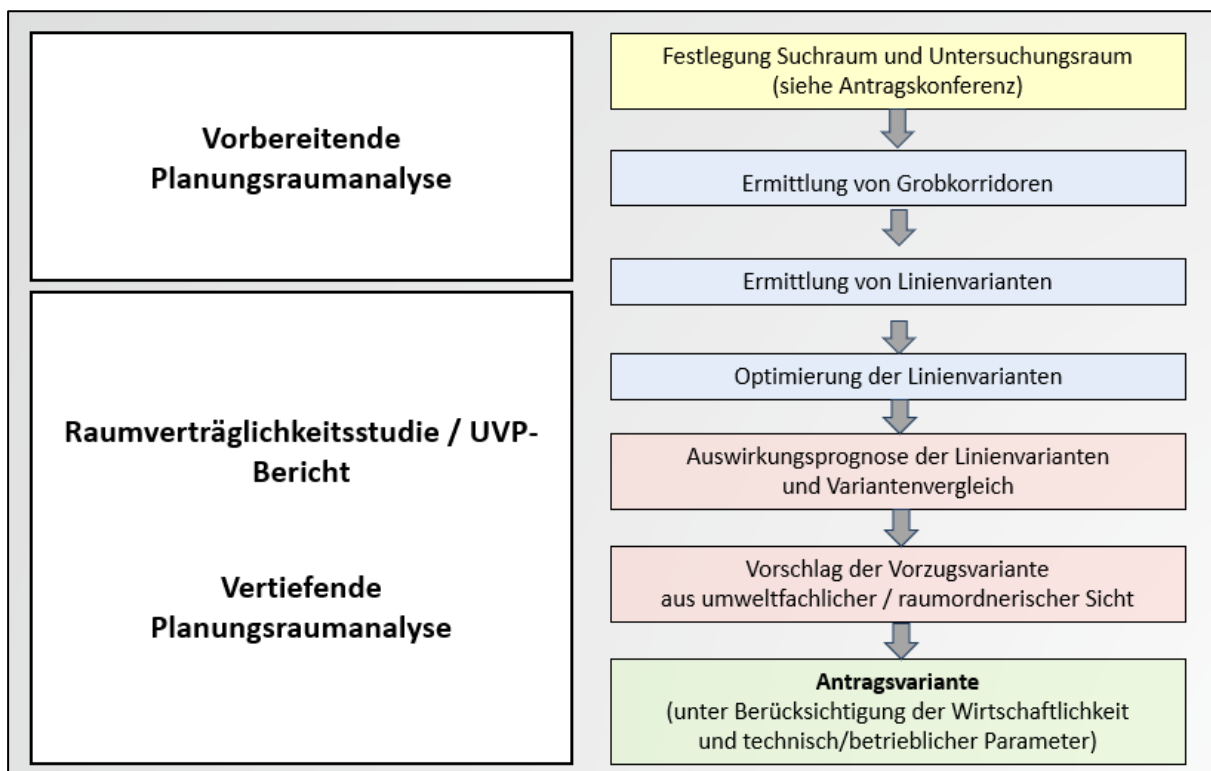 Vorbereitende
Planungsraumanalyse
Raumverträglichkeitsstudie / UVP-
Bericht
Vertiefende
Planungsraumanalyse
Festlegung Suchraum und Untersuchungsraum
(siehe Antragskonferenz)
Ermittlung von Grobkorridoren
Ermittlung von Linienvarianten
Optimierung der Linienvarianten
Auswirkungsprognose der Linienvarianten
und Variantenvergleich
Vorschlag der Vorzugsvariante
aus umweltfachlicher / raumordnerischer Sicht
Antragsvariante
(unter Berücksichtigung der Wirtschaftlichkeit
und technisch/betrieblicher Parameter)